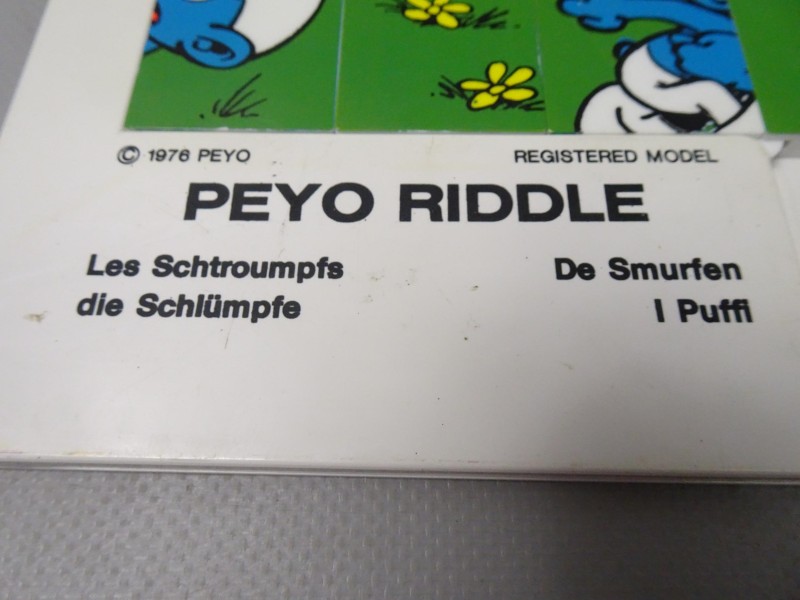 © 1976 PEYO
REGISTERED MODEL
PEYO RIDDLE
Les Schtroumpfs
De Smurfen
die Schlümpfe
I Puffi